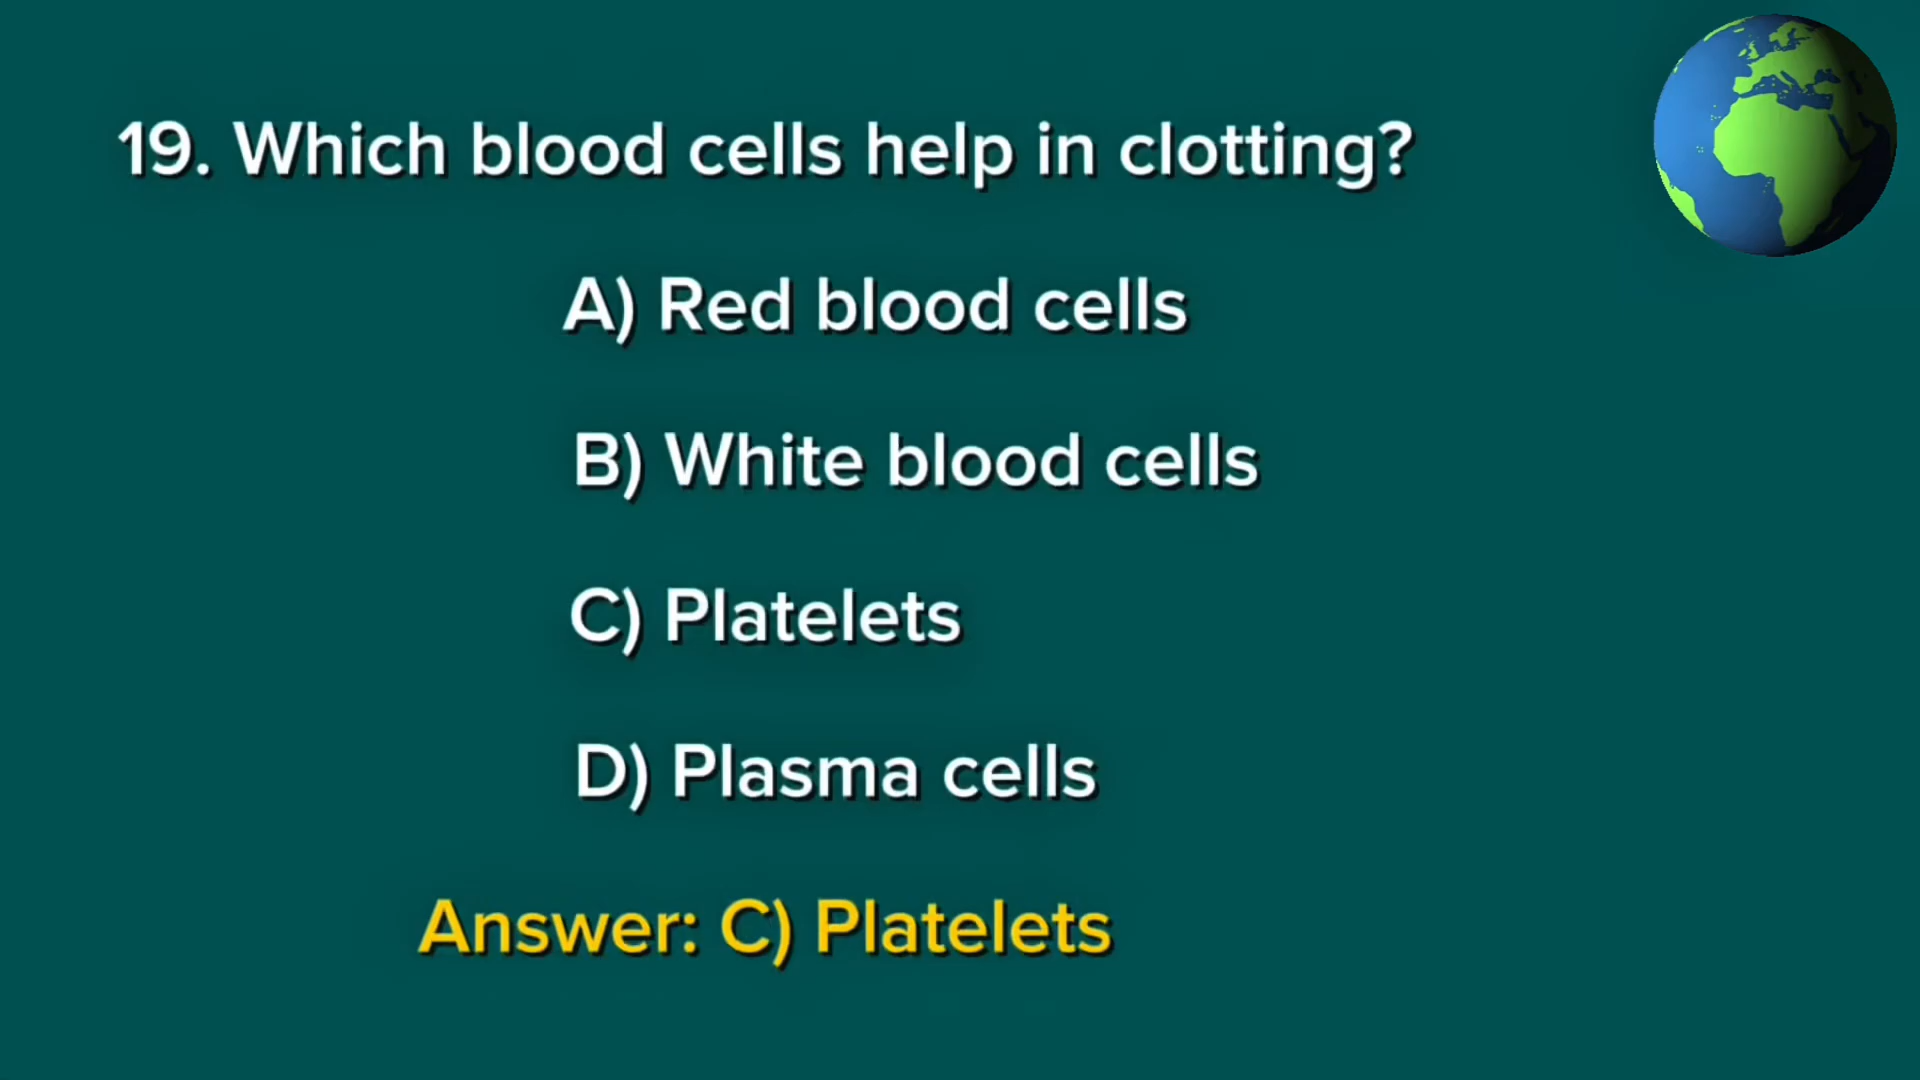 19. Which blood cells help in clotting?
A) Red blood cells
B) White blood cells
C) Platelets
D) Plasma cells
Answer: C) Platelets